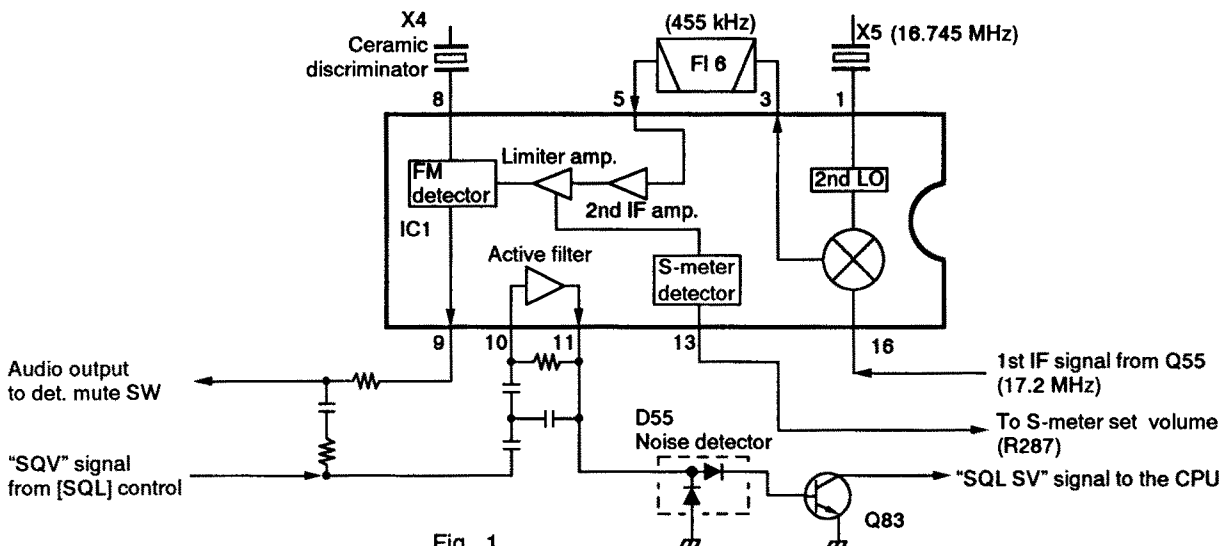 X4
Ceramic
discriminator
(455 kHz)
FI 6
X5 (16.745 MHz)
8
5
3
1
FM
detector
Limiter amp.
2nd IF amp.
2nd LO
IC1
Active filter
S-meter
detector
9
10
11
13
16
Audio output
to det. mute SW
1st IF signal from Q55
(17.2 MHz)
D55
Noise detector
To S-meter set volume
(R287)
"SQV" signal
from [SQL] control
"SQL SV" signal to the CPU
Q83
Fig. 1